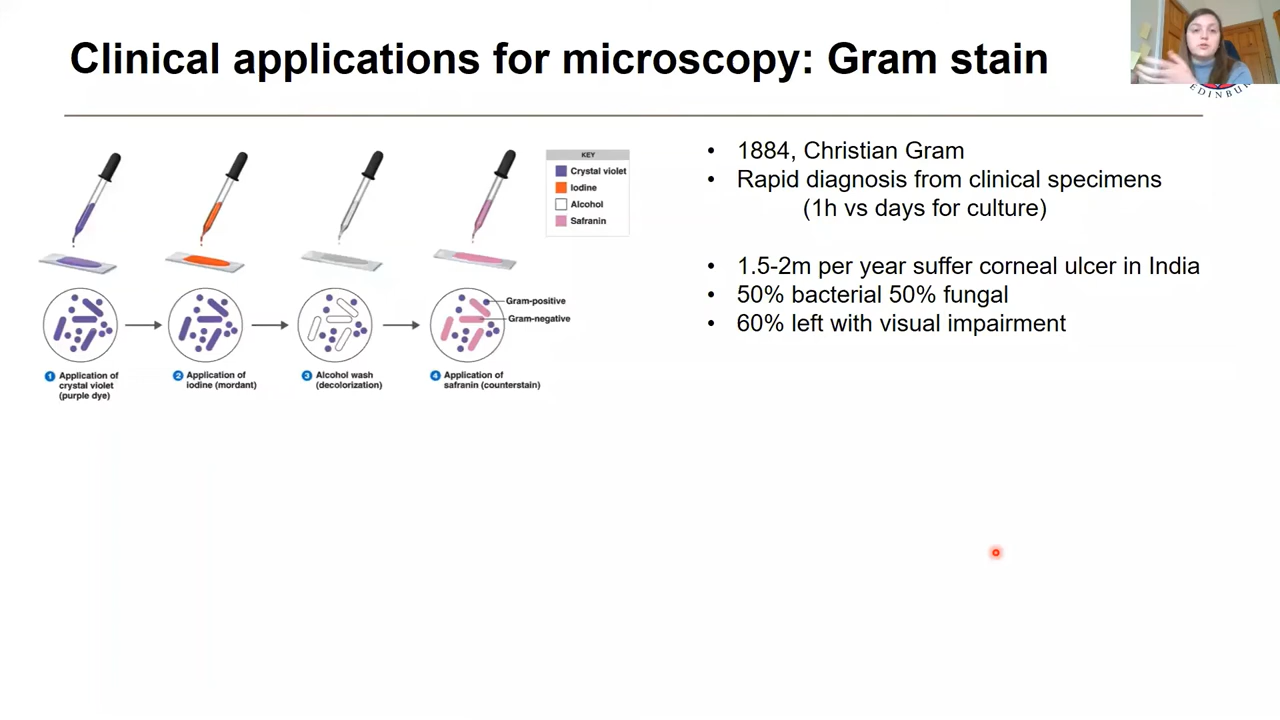 Clinical applications for microscopy: Gram stain
EDINBUR
KEY
Crystal violet
Iodine
Alcohol
Safranin
Gram-positive
Gram-negative
1 Application of
crystal violet
(purple dye)
2 Application of
iodine (mordant)
3 Alcohol wash
(decolorization)
4 Application of
safranin (counterstain)
• 1884, Christian Gram
• Rapid diagnosis from clinical specimens
(1h vs days for culture)
• 1.5-2m per year suffer corneal ulcer in India
• 50% bacterial 50% fungal
• 60% left with visual impairment